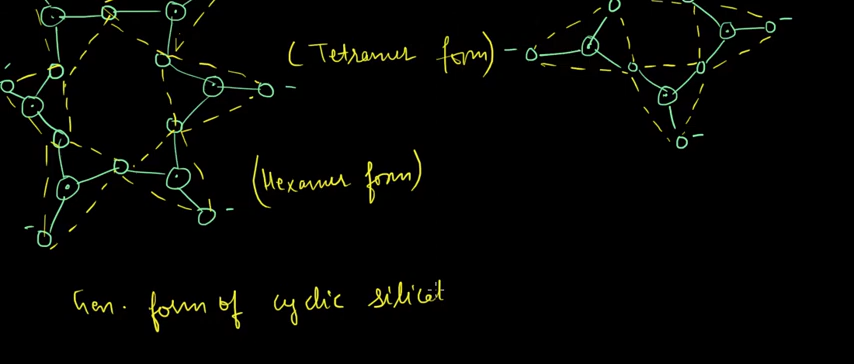 (Tetramer form)
(Hexamer form)
Gen. form of cyclic silicat